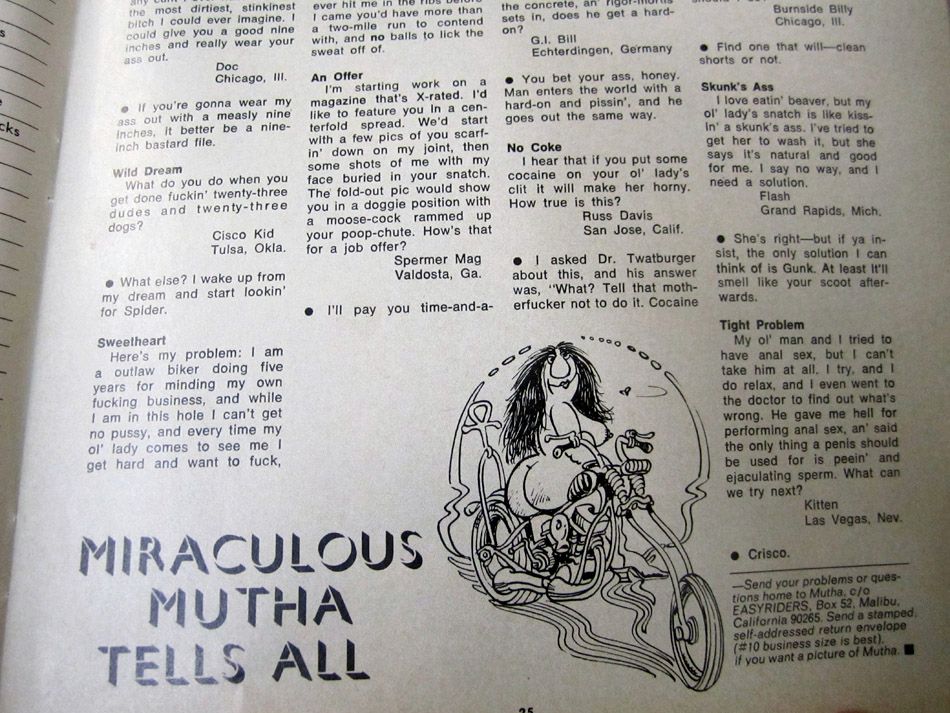 any cunt I ever
the most dirtiest, stinkinest
bitch I could ever imagine. I
could give you a good nine
inches and really wear your
ass out.
Doc
Chicago, Ill.
● If you're gonna wear my
ass out with a measly nine
inches, it better be a nine-
inch bastard file.
Wild Dream
What do you do when you
get done fuckin' twenty-three
dudes and twenty-three
dogs?
Cisco Kid
Tulsa, Okla.
● What else? I wake up from
my dream and start lookin'
for Spider.
Sweetheart
Here's my problem: I am
a outlaw biker doing five
years for minding my own
fucking business, and while
I am in this hole I can't get
no pussy, and every time my
ol' lady comes to see me I
get hard and want to fuck,
ever hit me in the ribs before
I came you'd have more than
a two-mile run to contend
with, and no balls to lick the
sweat off of.
An Offer
I'm starting work on a
magazine that's X-rated. I'd
like to feature you in a cen-
terfold spread. We'd start
with a few pics of you scarf-
in' down on my joint, then
some shots of me with my
face buried in your snatch.
The fold-out pic would show
you in a doggie position with
a moose-cock rammed up
your poop-chute. How's that
for a job offer?
Spermer Mag
Valdosta, Ga.
● I'll pay you time-and-a-
the concrete, an' rigor-mortis
sets in, does he get a hard-
on?
G.I. Bill
Echterdingen, Germany
● You bet your ass, honey.
Man enters the world with a
hard-on and pissin', and he
goes out the same way.
No Coke
I hear that if you put some
cocaine on your ol' lady's
clit it will make her horny.
How true is this?
Russ Davis
San Jose, Calif.
● I asked Dr. Twatburger
about this, and his answer
was, "What? Tell that moth-
erfucker not to do it. Cocaine
Burnside Billy
Chicago, Ill.
● Find one that will—clean
shorts or not.
Skunk's Ass
I love eatin' beaver, but my
ol' lady's snatch is like kiss-
in' a skunk's ass. I've tried to
get her to wash it, but she
says it's natural and good
for me. I say no way, and I
need a solution.
Flash
Grand Rapids, Mich.
● She's right—but if ya in-
sist, the only solution I can
think of is Gunk. At least it'll
smell like your scoot after-
wards.
Tight Problem
My ol' man and I tried to
have anal sex, but I can't
take him at all. I try, and I
do relax, and I even went to
the doctor to find out what's
wrong. He gave me hell for
performing anal sex, an' said
the only thing a penis should
be used for is peein' and
ejaculating sperm. What can
we try next?
Kitten
Las Vegas, Nev.
● Crisco.
—Send your problems or ques-
tions home to Mutha, c/o
EASYRIDERS, Box 52, Malibu,
California 90265. Send a stamped,
self-addressed return envelope
(#10 business size is best),
if you want a picture of Mutha. ■
MIRACULOUS
MUTHA
TELLS ALL